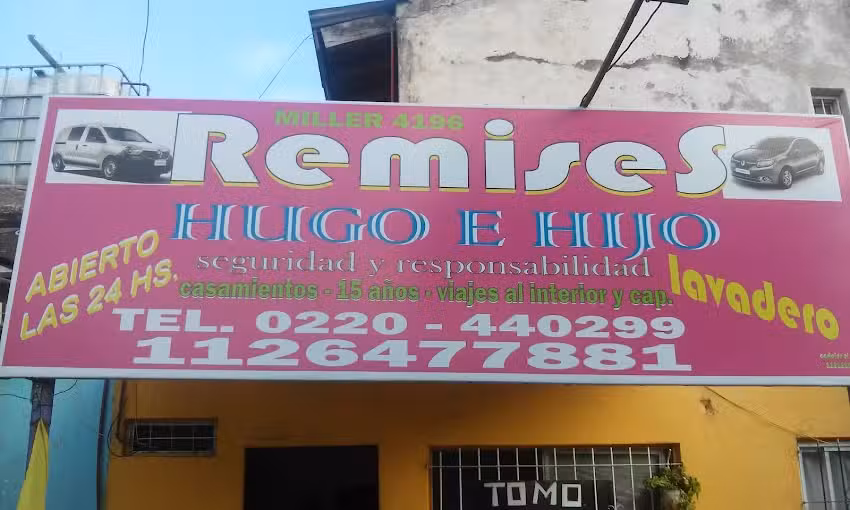 MILLER 4196
Remises
HUGO E HIJO
seguridad y responsabilidad
casamientos - 15 años - viajes al interior y cap.
ABIERTO
LAS 24 HS.
lavadero
TEL. 0220 - 440299
1126477881
TOMO